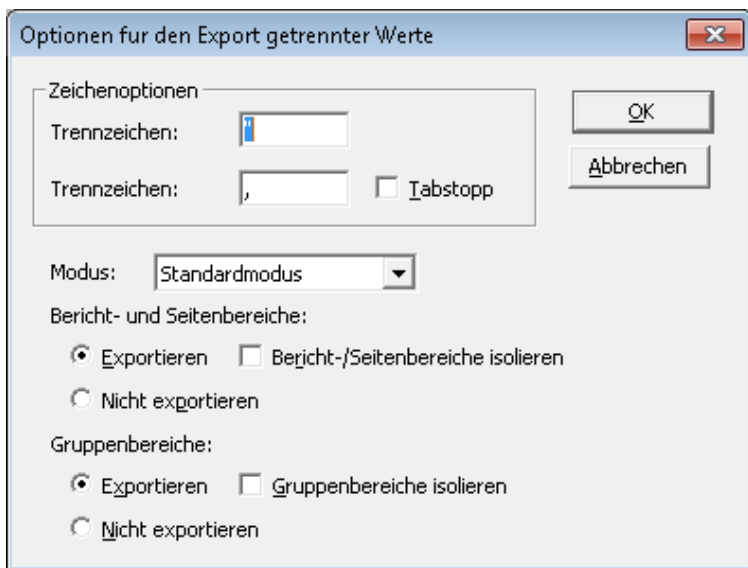 Optionen fur den Export getrennter Werte
Zeichenoptionen
Trennzeichen: "
Trennzeichen: , Tabstopp
OK
Abbrechen
Modus: Standardmodus
Bericht- und Seitenbereiche:
Exportieren Bericht-/Seitenbereiche isolieren
Nicht exportieren
Gruppenbereiche:
Exportieren Gruppenbereiche isolieren
Nicht exportieren